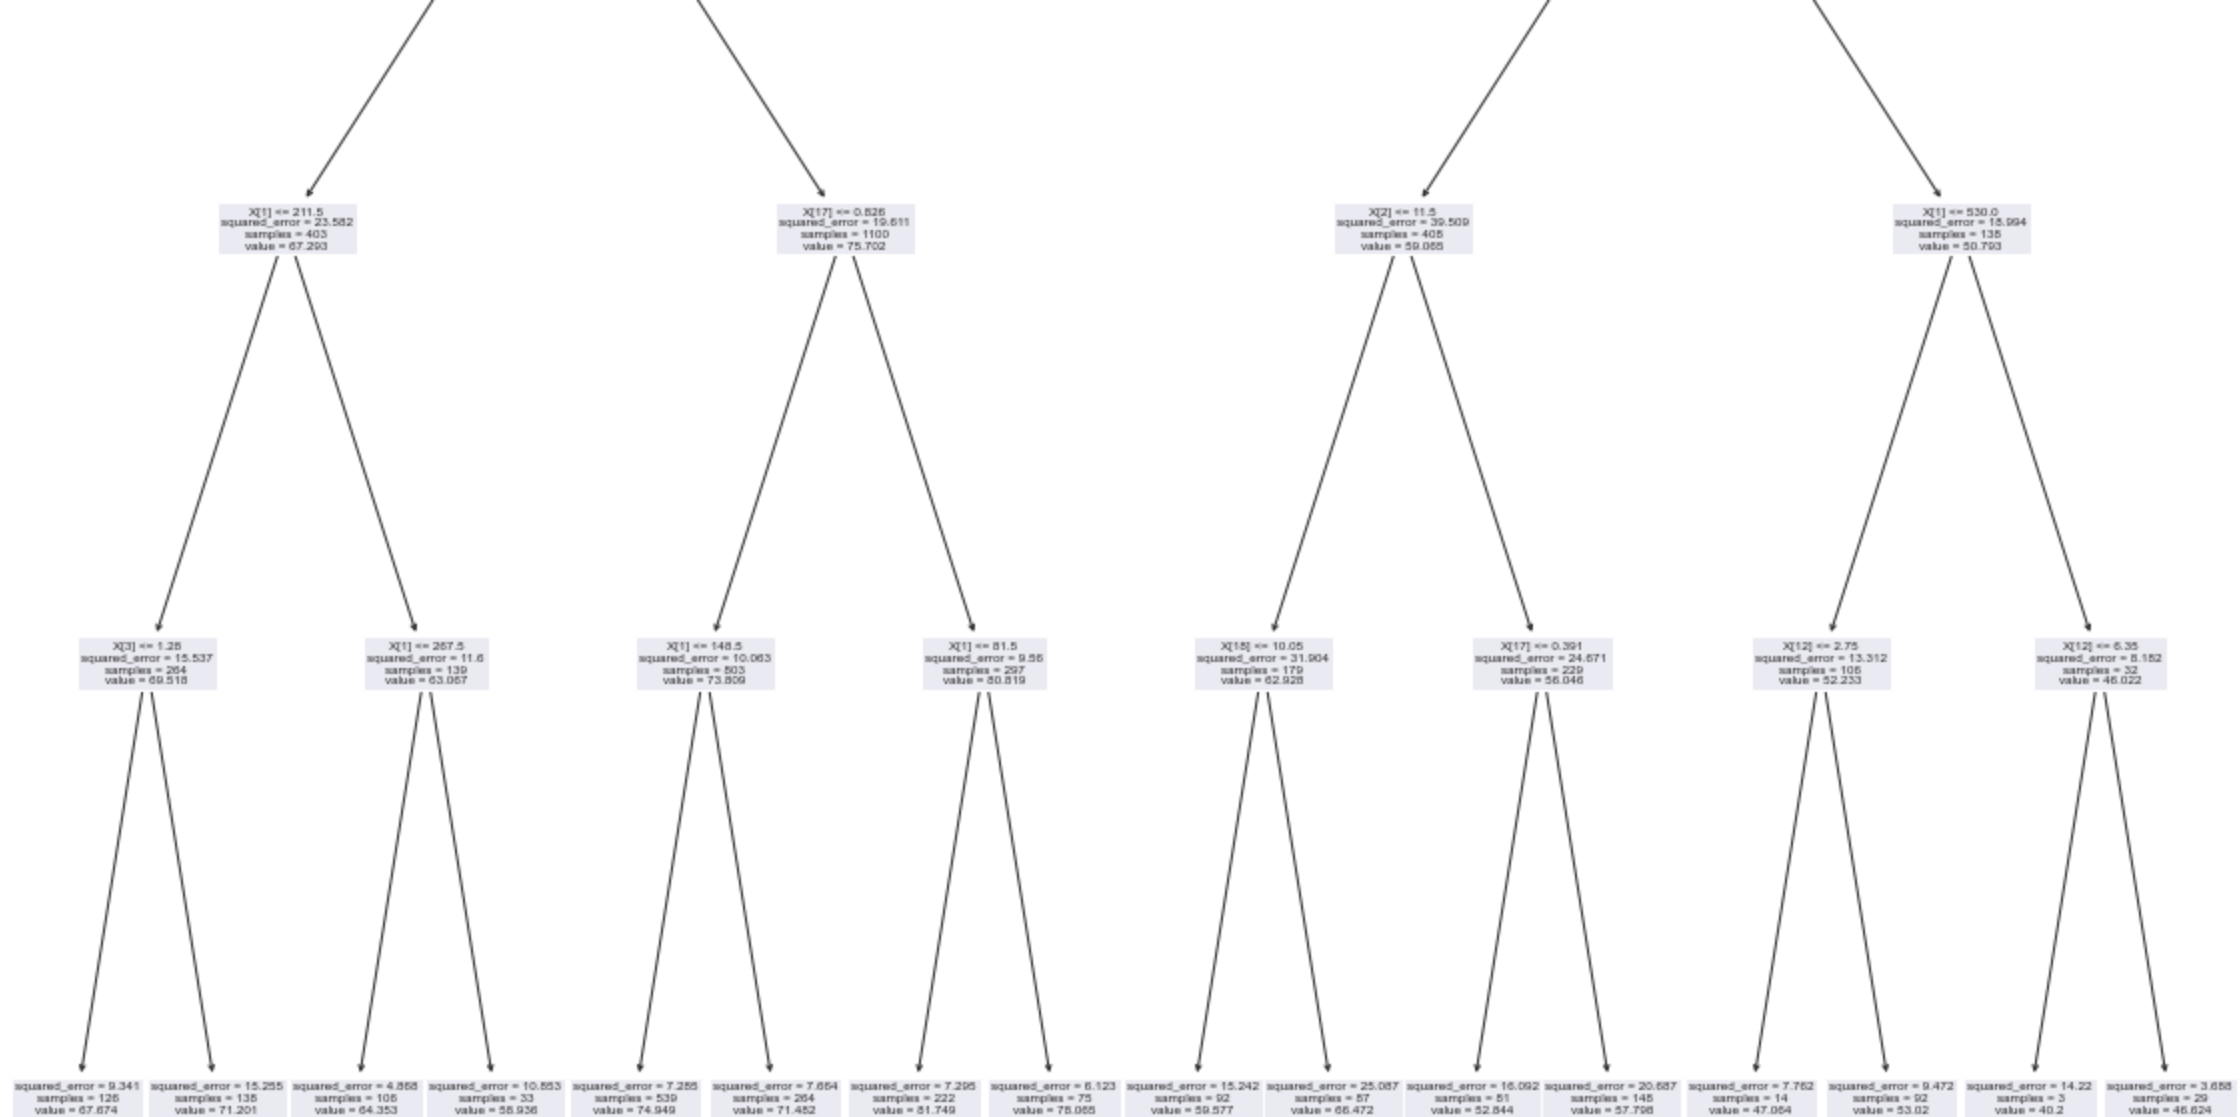 X[1] <= 211.5
squared_error = 23.582
samples = 403
value = 67.293
X[17] <= 0.826
squared_error = 19.611
samples = 1100
value = 75.702
X[2] <= 11.5
squared_error = 39.509
samples = 408
value = 59.065
X[1] <= 530.0
squared_error = 18.994
samples = 138
value = 50.793
X[3] <= 1.26
squared_error = 15.537
samples = 264
value = 69.518
X[1] <= 267.5
squared_error = 11.6
samples = 139
value = 63.067
X[1] <= 148.5
squared_error = 10.063
samples = 803
value = 73.809
X[1] <= 81.5
squared_error = 9.56
samples = 297
value = 80.819
X[18] <= 10.05
squared_error = 31.904
samples = 179
value = 62.928
X[17] <= 0.391
squared_error = 24.671
samples = 229
value = 56.046
X[12] <= 2.75
squared_error = 13.312
samples = 106
value = 52.233
X[12] <= 6.35
squared_error = 8.182
samples = 32
value = 46.022
squared_error = 9.341
samples = 126
value = 67.674
squared_error = 15.255
samples = 138
value = 71.201
squared_error = 4.868
samples = 106
value = 64.353
squared_error = 10.853
samples = 33
value = 58.936
squared_error = 7.285
samples = 539
value = 74.949
squared_error = 7.664
samples = 264
value = 71.482
squared_error = 7.295
samples = 222
value = 81.749
squared_error = 6.123
samples = 75
value = 78.065
squared_error = 15.242
samples = 92
value = 59.577
squared_error = 25.087
samples = 87
value = 66.472
squared_error = 16.092
samples = 81
value = 52.844
squared_error = 20.687
samples = 148
value = 57.798
squared_error = 7.762
samples = 14
value = 47.064
squared_error = 9.472
samples = 92
value = 53.02
squared_error = 14.22
samples = 3
value = 40.2
squared_error = 3.688
samples = 29
value = 46.624